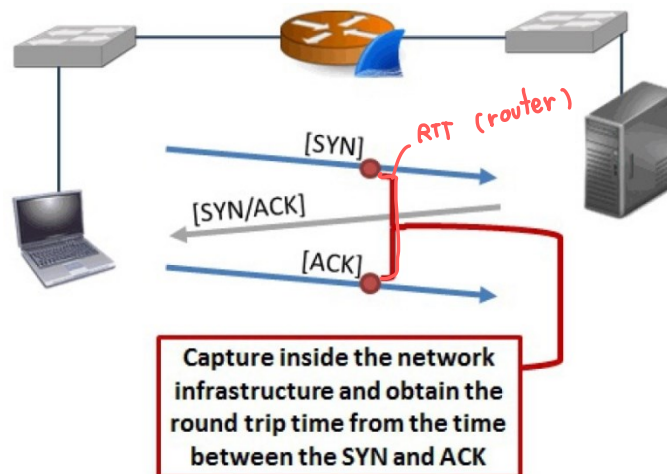 RTT (router)
[SYN]
[SYN/ACK]
[ACK]
Capture inside the network
infrastructure and obtain the
round trip time from the time
between the SYN and ACK